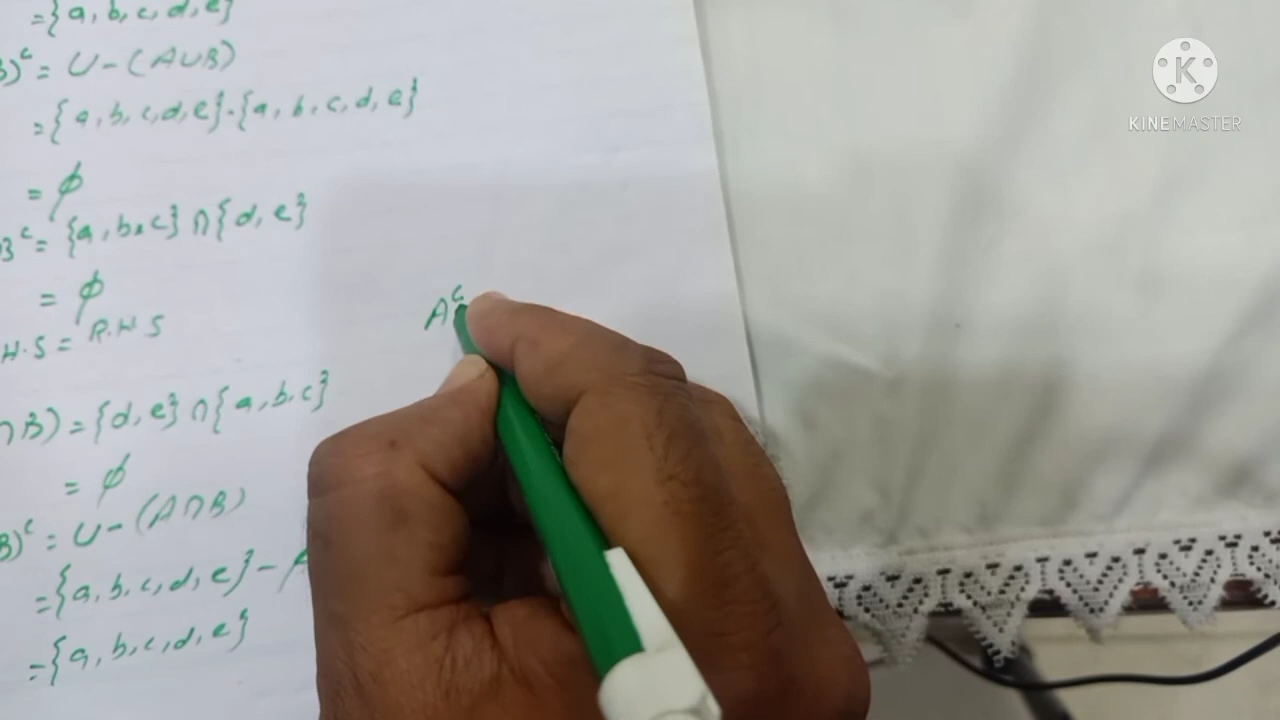 ={a, b, c, d, e}
B)ᶜ = U - (A∪B)
={a, b, c, d, e}-{a, b, c, d, e}
= ϕ
Bᶜ = {a, b, c} ∩ {d, e}
= ϕ
H.S = R.H.S
Aᶜ
∩B) = {d, e} ∩ {a, b, c}
= ϕ
B)ᶜ = U - (A∩B)
={a, b, c, d, e} -
={a, b, c, d, e}
K
KINEMASTER